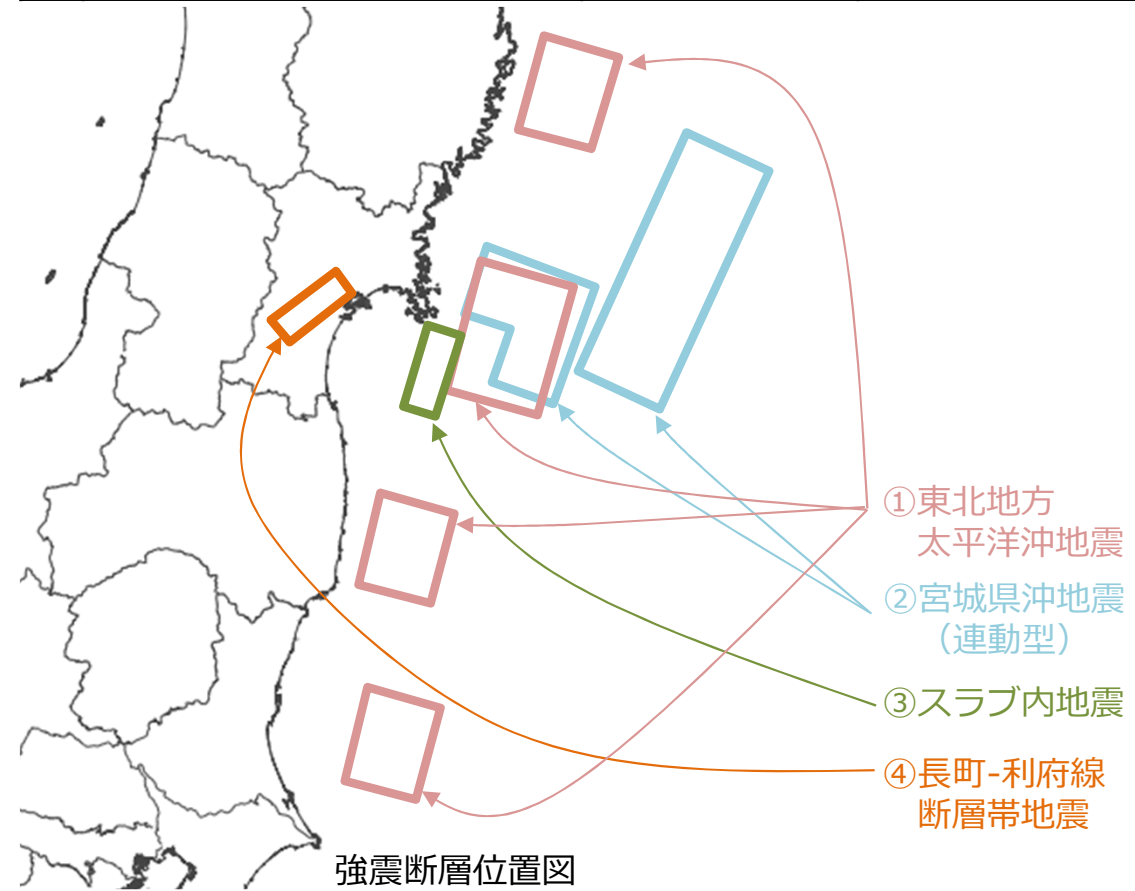 ①東北地方
太平洋沖地震
②宮城県沖地震
（連動型）
③スラブ内地震
④長町-利府線
断層帯地震
強震断層位置図